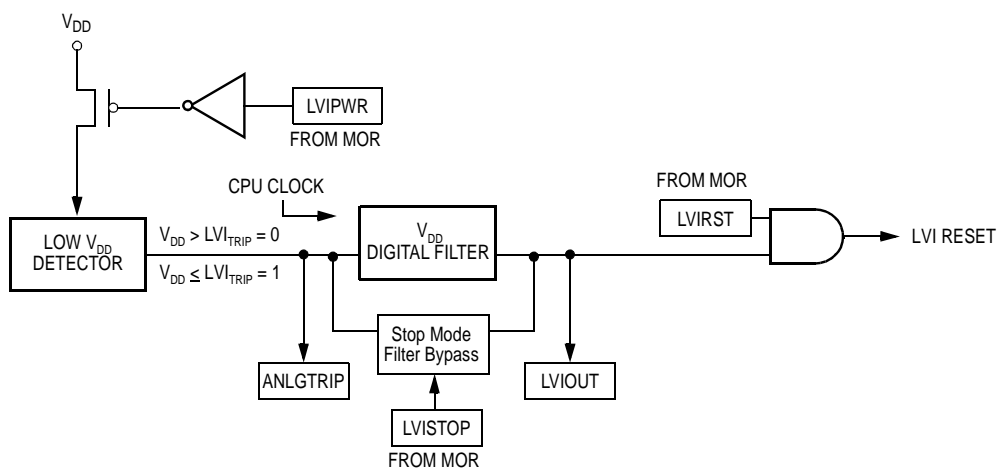 VDD
LVIPWR
FROM MOR
CPU CLOCK
FROM MOR
LVIRST
LOW VDD
DETECTOR
VDD > LVITRIP = 0
VDD ≤ LVITRIP = 1
VDD
DIGITAL FILTER
LVI RESET
Stop Mode
Filter Bypass
ANLGTRIP
LVIOUT
LVISTOP
FROM MOR